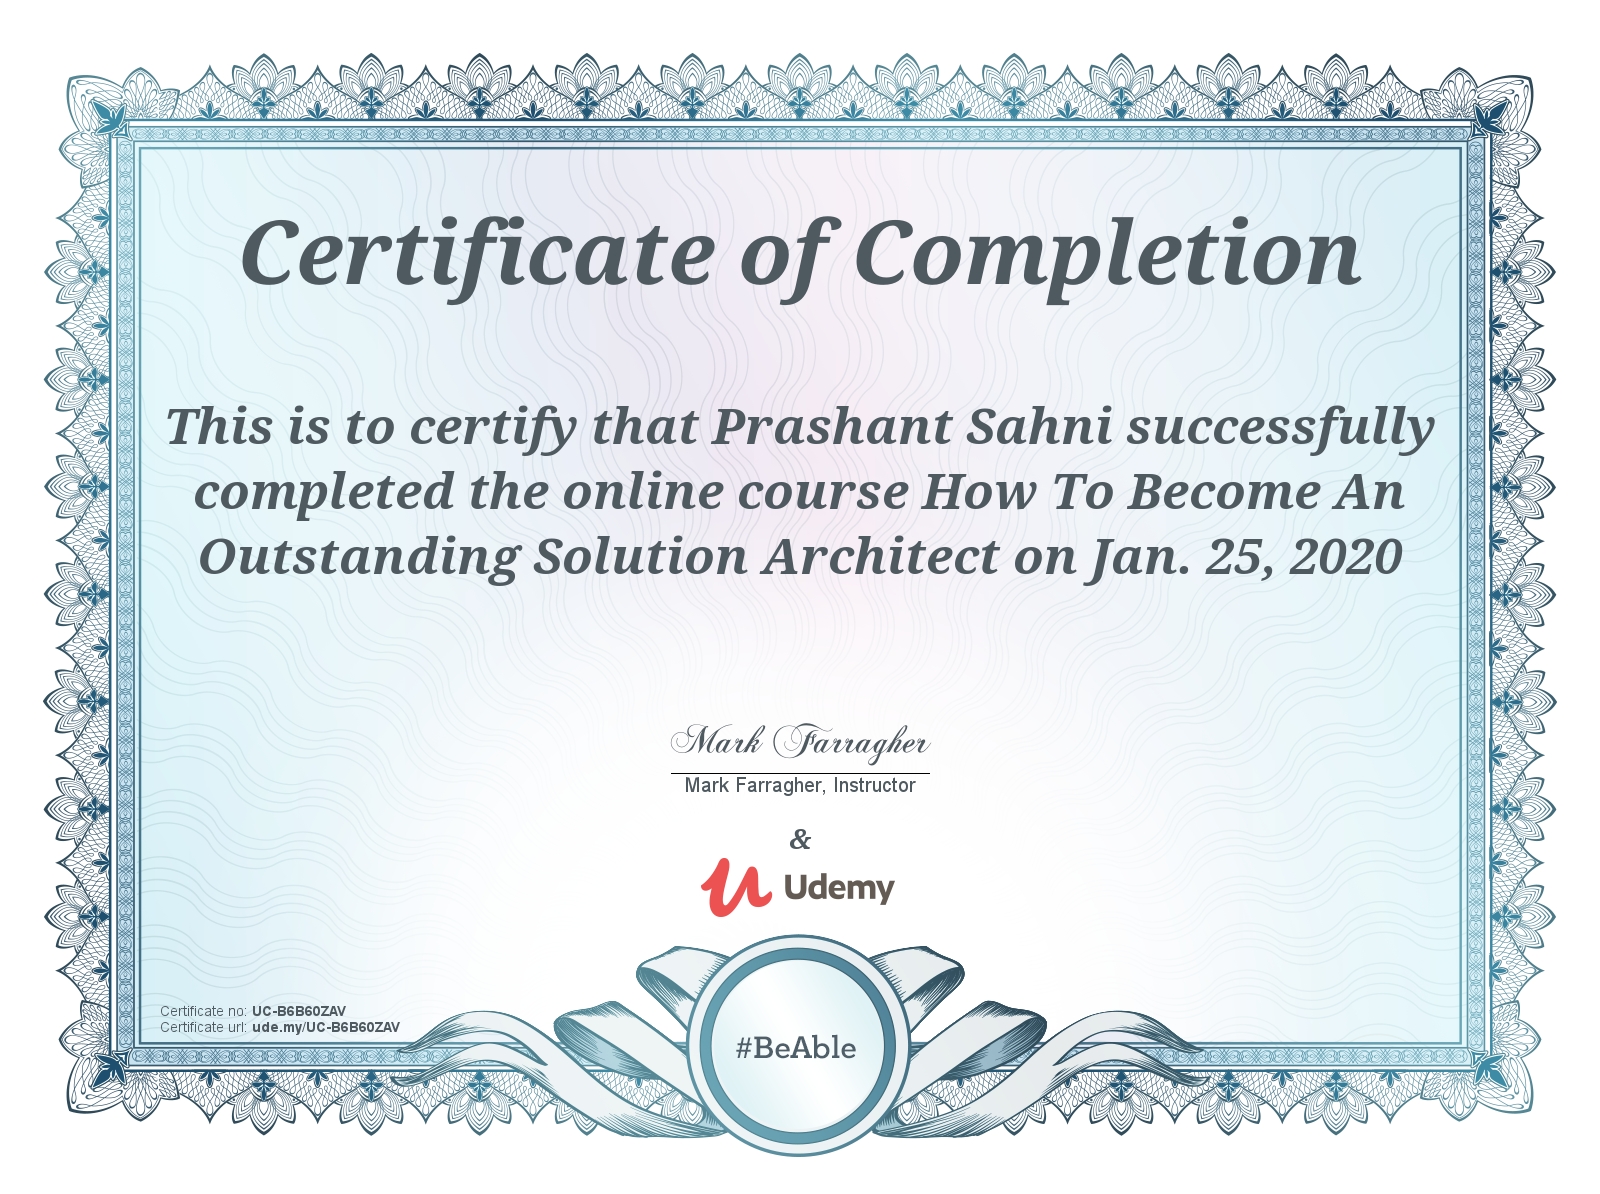 Certificate of Completion
This is to certify that Prashant Sahni successfully
completed the online course How To Become An
Outstanding Solution Architect on Jan. 25, 2020
Mark Farragher
Mark Farragher, Instructor
&
Udemy
Certificate no: UC-B6B60ZAV
Certificate url: ude.my/UC-B6B60ZAV
#BeAble